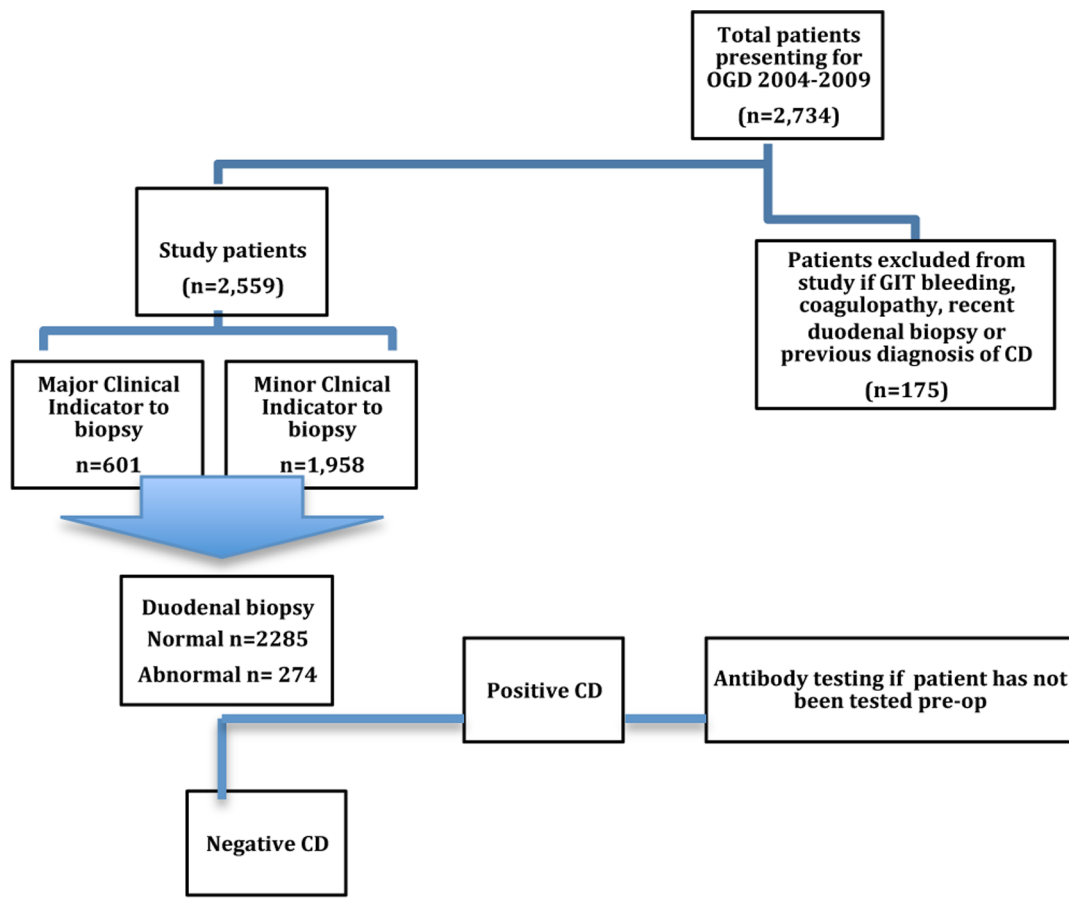 Total patients
presenting for
OGD 2004-2009
(n=2,734)
Study patients
(n=2,559)
Patients excluded from
study if GIT bleeding,
coagulopathy, recent
duodenal biopsy or
previous diagnosis of CD
(n=175)
Major Clinical
Indicator to
biopsy
n=601
Minor Clnical
Indicator to
biopsy
n=1,958
Duodenal biopsy
Normal n=2285
Abnormal n= 274
Positive CD
Antibody testing if patient has not
been tested pre-op
Negative CD